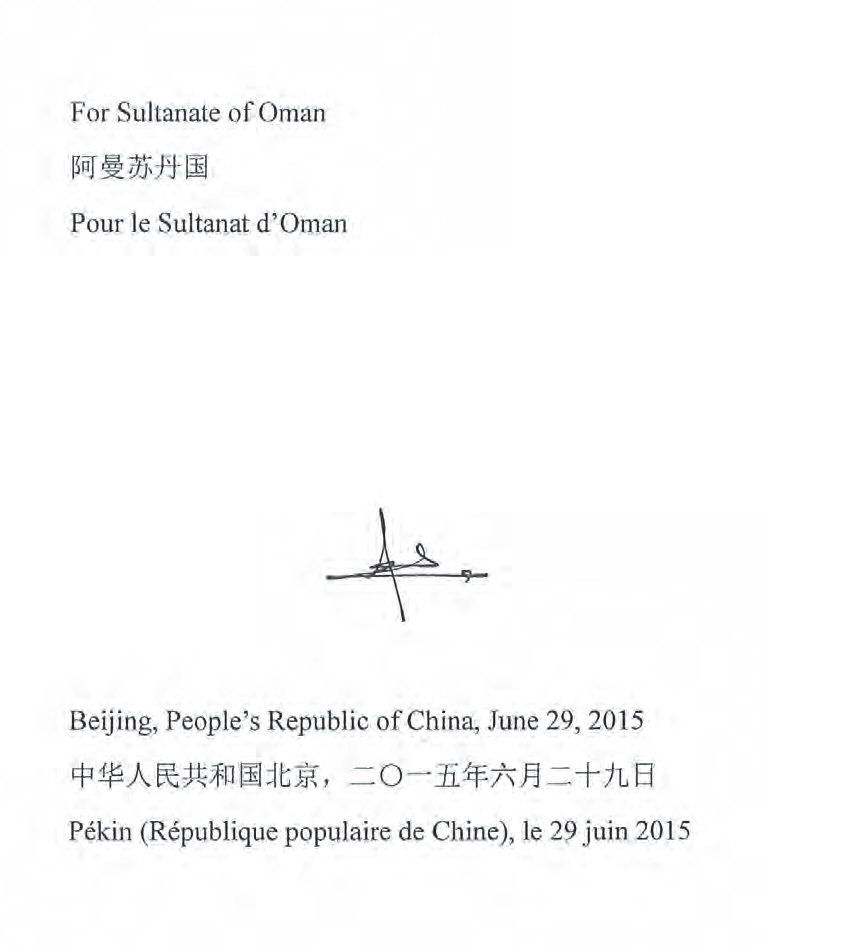 For Sultanate of Oman
阿曼苏丹国
Pour le Sultanat d’Oman
Beijing, People’s Republic of China, June 29, 2015
中华人民共和国北京，二〇一五年六月二十九日
Pékin (République populaire de Chine), le 29 juin 2015